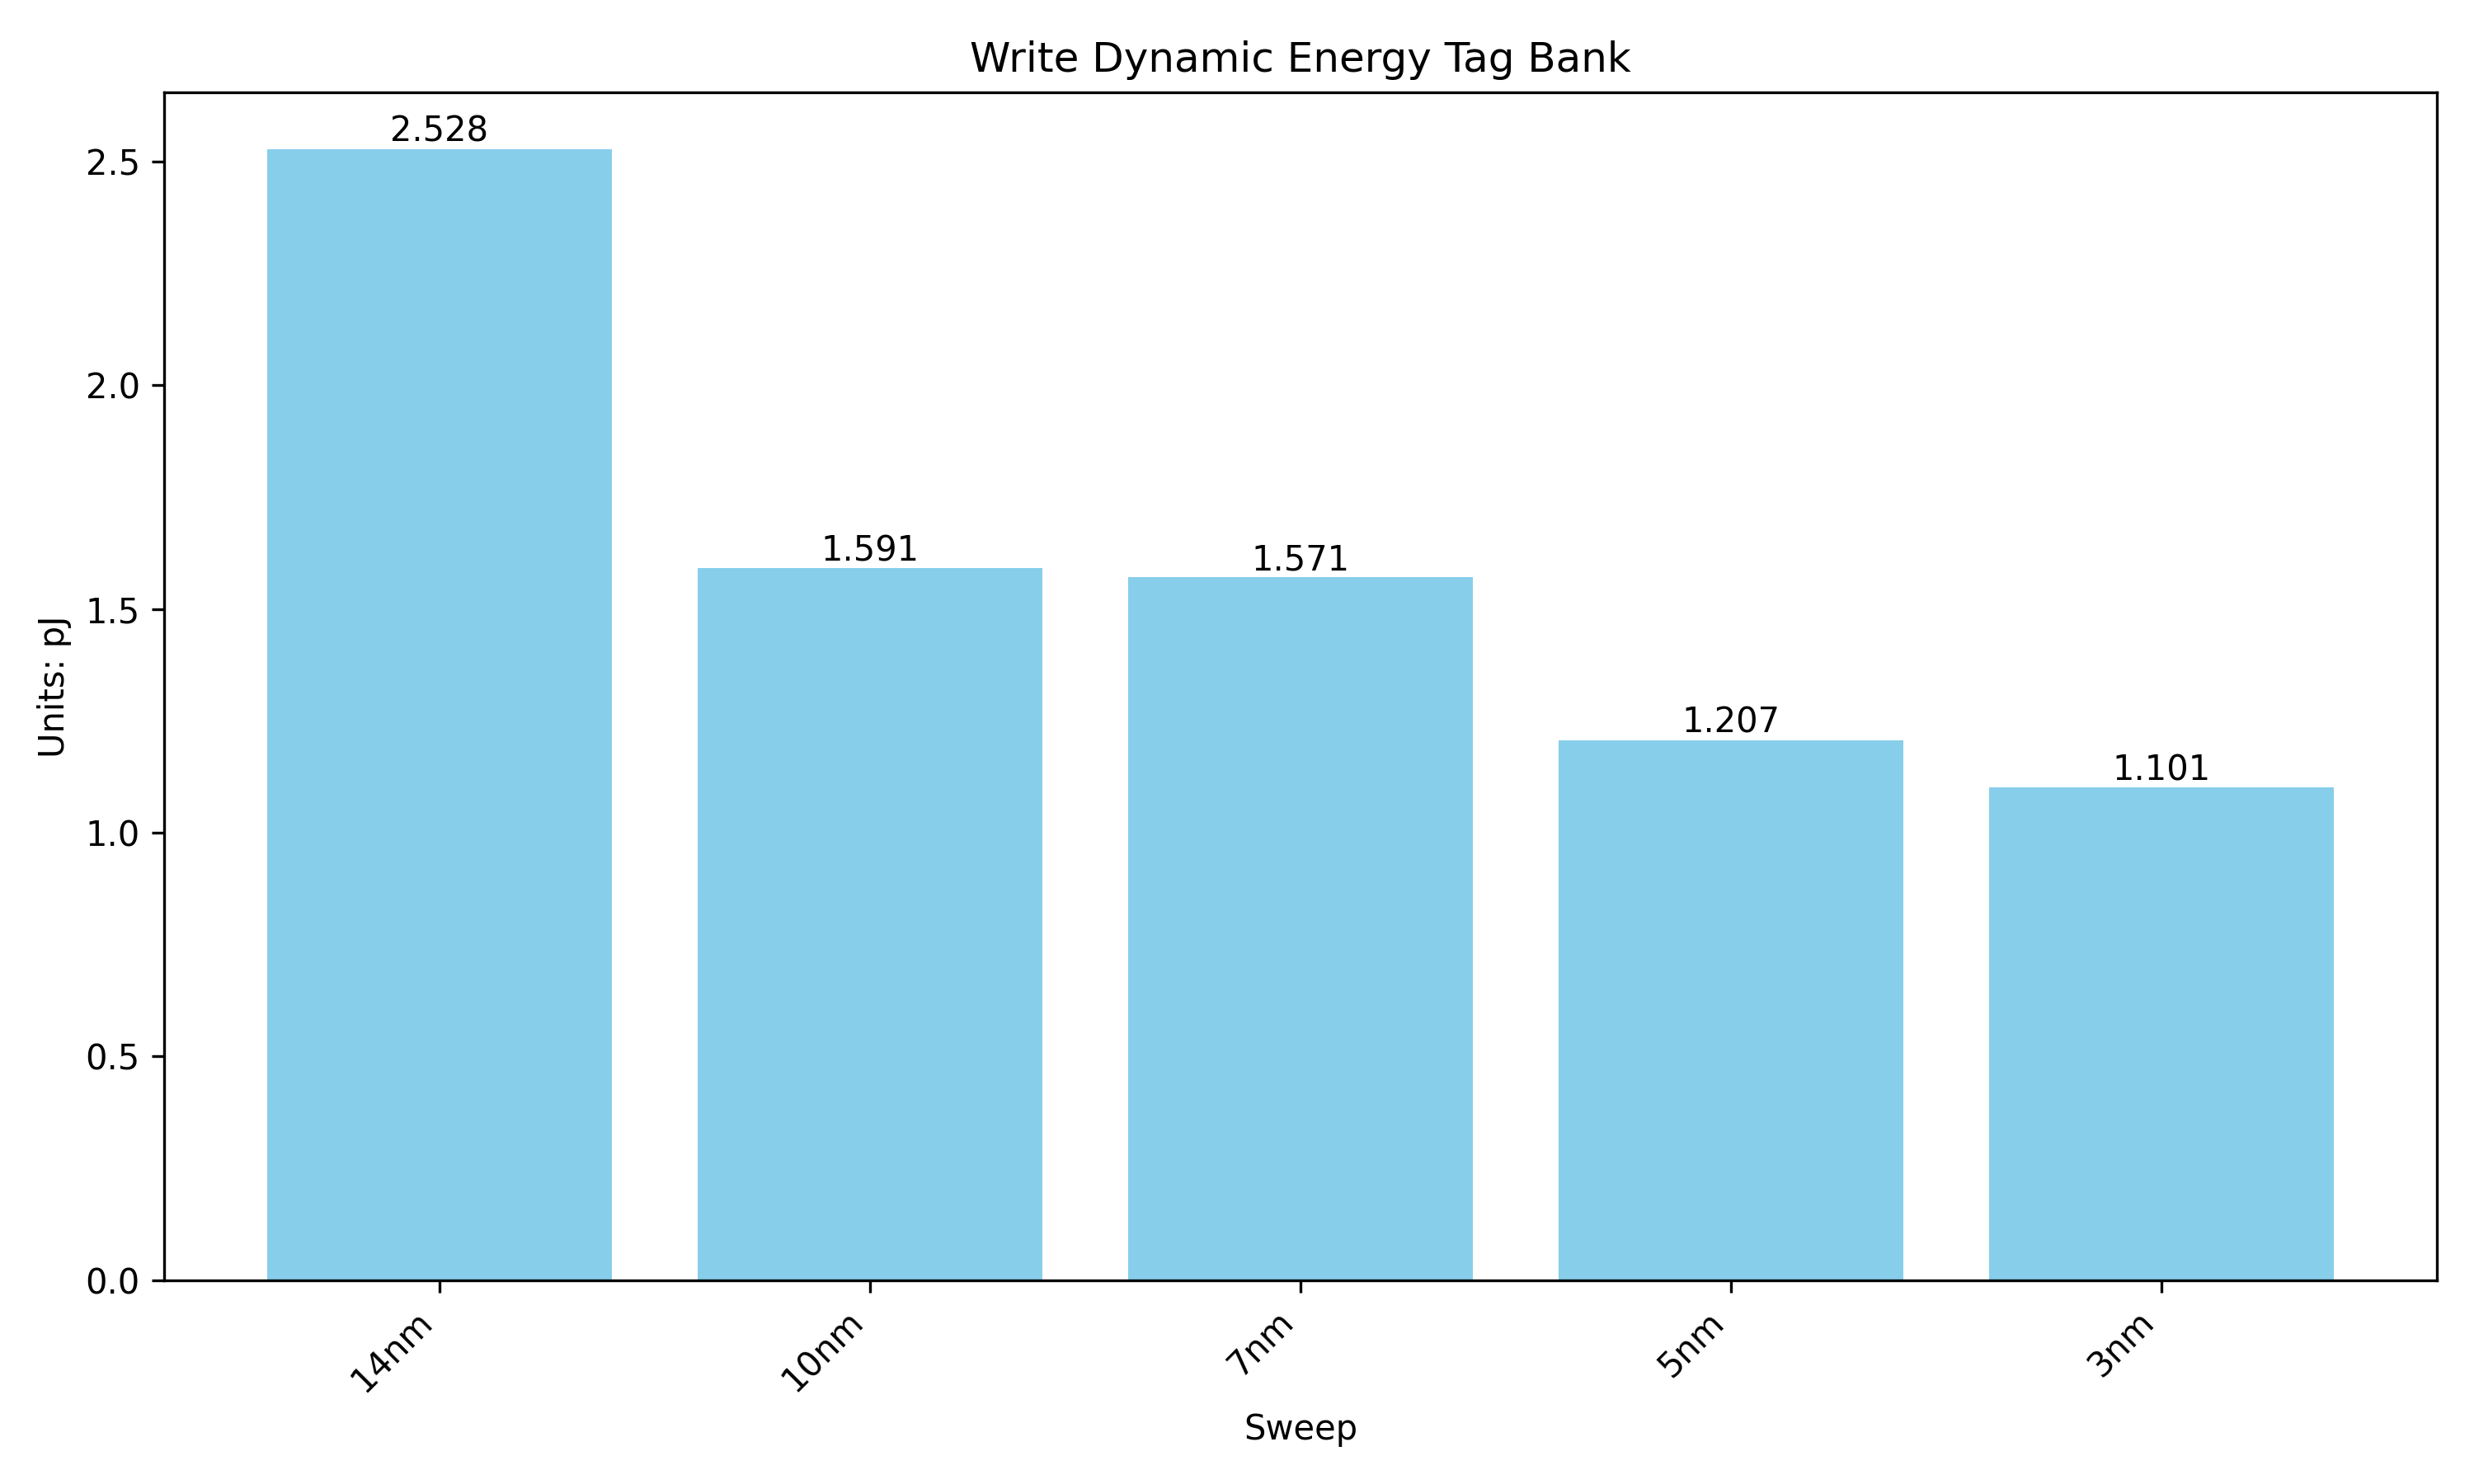 Write Dynamic Energy Tag Bank
2.528
1.591
1.571
1.207
1.101
Units: pJ
2.5
2.0
1.5
1.0
0.5
0.0
14nm
10nm
7nm
5nm
3nm
Sweep